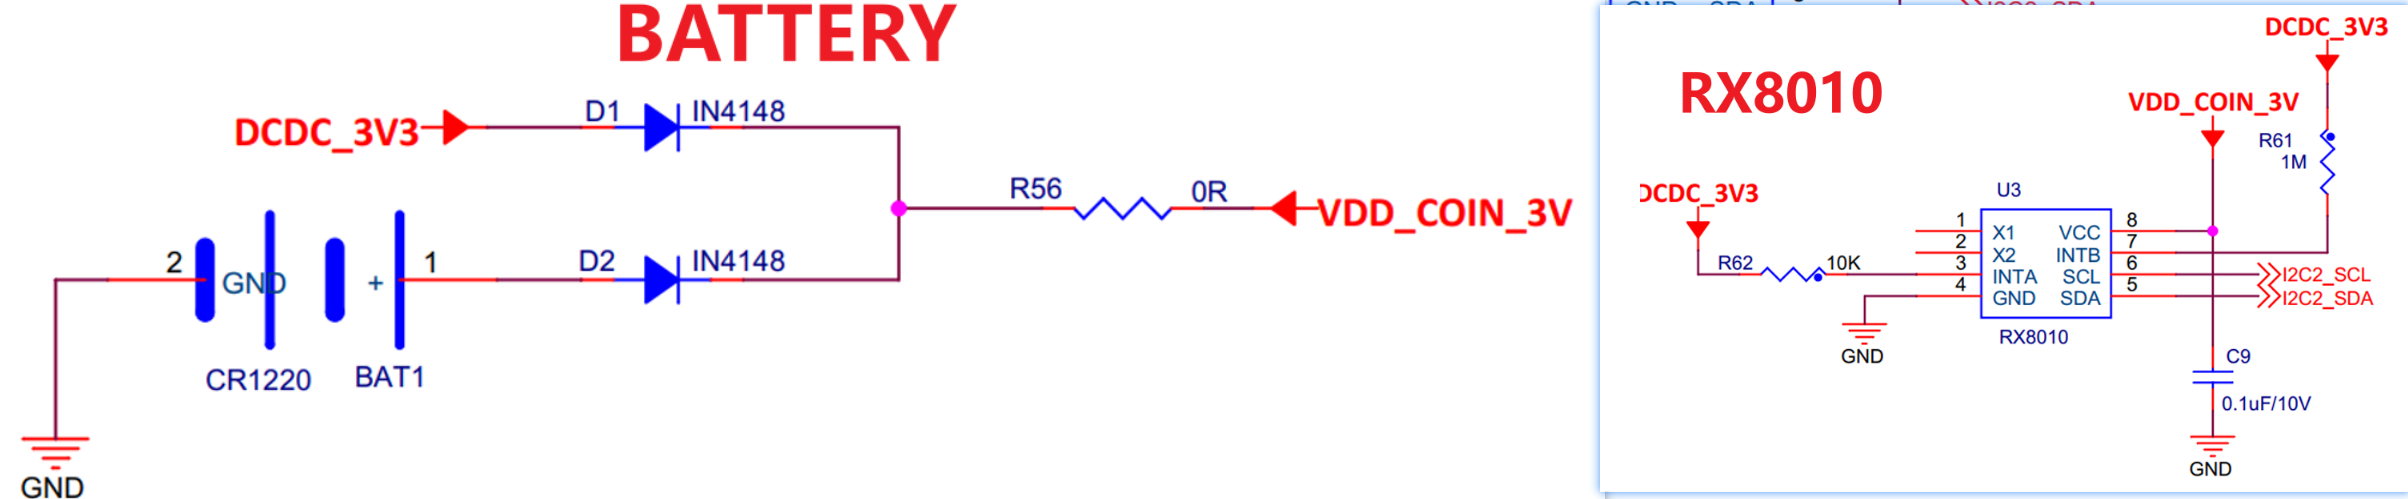 BATTERY
DCDC_3V3
D1
IN4148
R56
0R
VDD_COIN_3V
2
GND
+
1
D2
IN4148
CR1220
BAT1
GND
RX8010
DCDC_3V3
VDD_COIN_3V
R61
1M
DCDC_3V3
R62
10K
U3
1
X1
VCC
8
2
X2
INTB
7
3
INTA
SCL
6
I2C2_SCL
4
GND
SDA
5
I2C2_SDA
RX8010
GND
C9
0.1uF/10V
GND